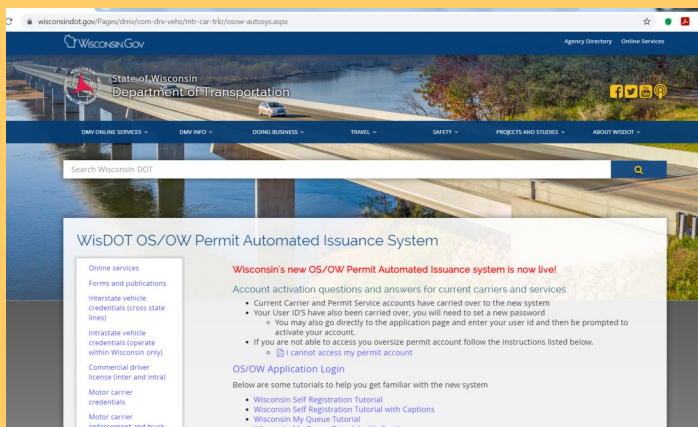 wisconsindot.gov/Pages/dmv/com-drv-vehs/mtr-car-trkr/osow-autosys.aspx
WISCONSIN.GOV
Agency Directory Online Services
State of Wisconsin
Department of Transportation
DMV ONLINE SERVICES DMV INFO DOING BUSINESS TRAVEL SAFETY PROJECTS AND STUDIES ABOUT WISDOT
Search Wisconsin DOT
WisDOT OS/OW Permit Automated Issuance System
Online services
Forms and publications
Interstate vehicle
credentials (cross state
lines)
Intrastate vehicle
credentials (operate
within Wisconsin only)
Commercial driver
license (inter and intra)
Motor carrier
credentials
Motor carrier
enforcement and truck
Wisconsin's new OS/OW Permit Automated Issuance system is now live!
Account activation questions and answers for current carriers and services
Current Carrier and Permit Service accounts have carried over to the new system
Your User ID'S have also been carried over, you will need to set a new password
You may also go directly to the application page and enter your user id and then be prompted to
activate your account.
If you are not able to access you oversize permit account follow the instructions listed below.
I cannot access my permit account
OS/OW Application Login
Below are some tutorials to help you get familiar with the new system
Wisconsin Self Registration Tutorial
Wisconsin Self Registration Tutorial with Captions
Wisconsin My Queue Tutorial